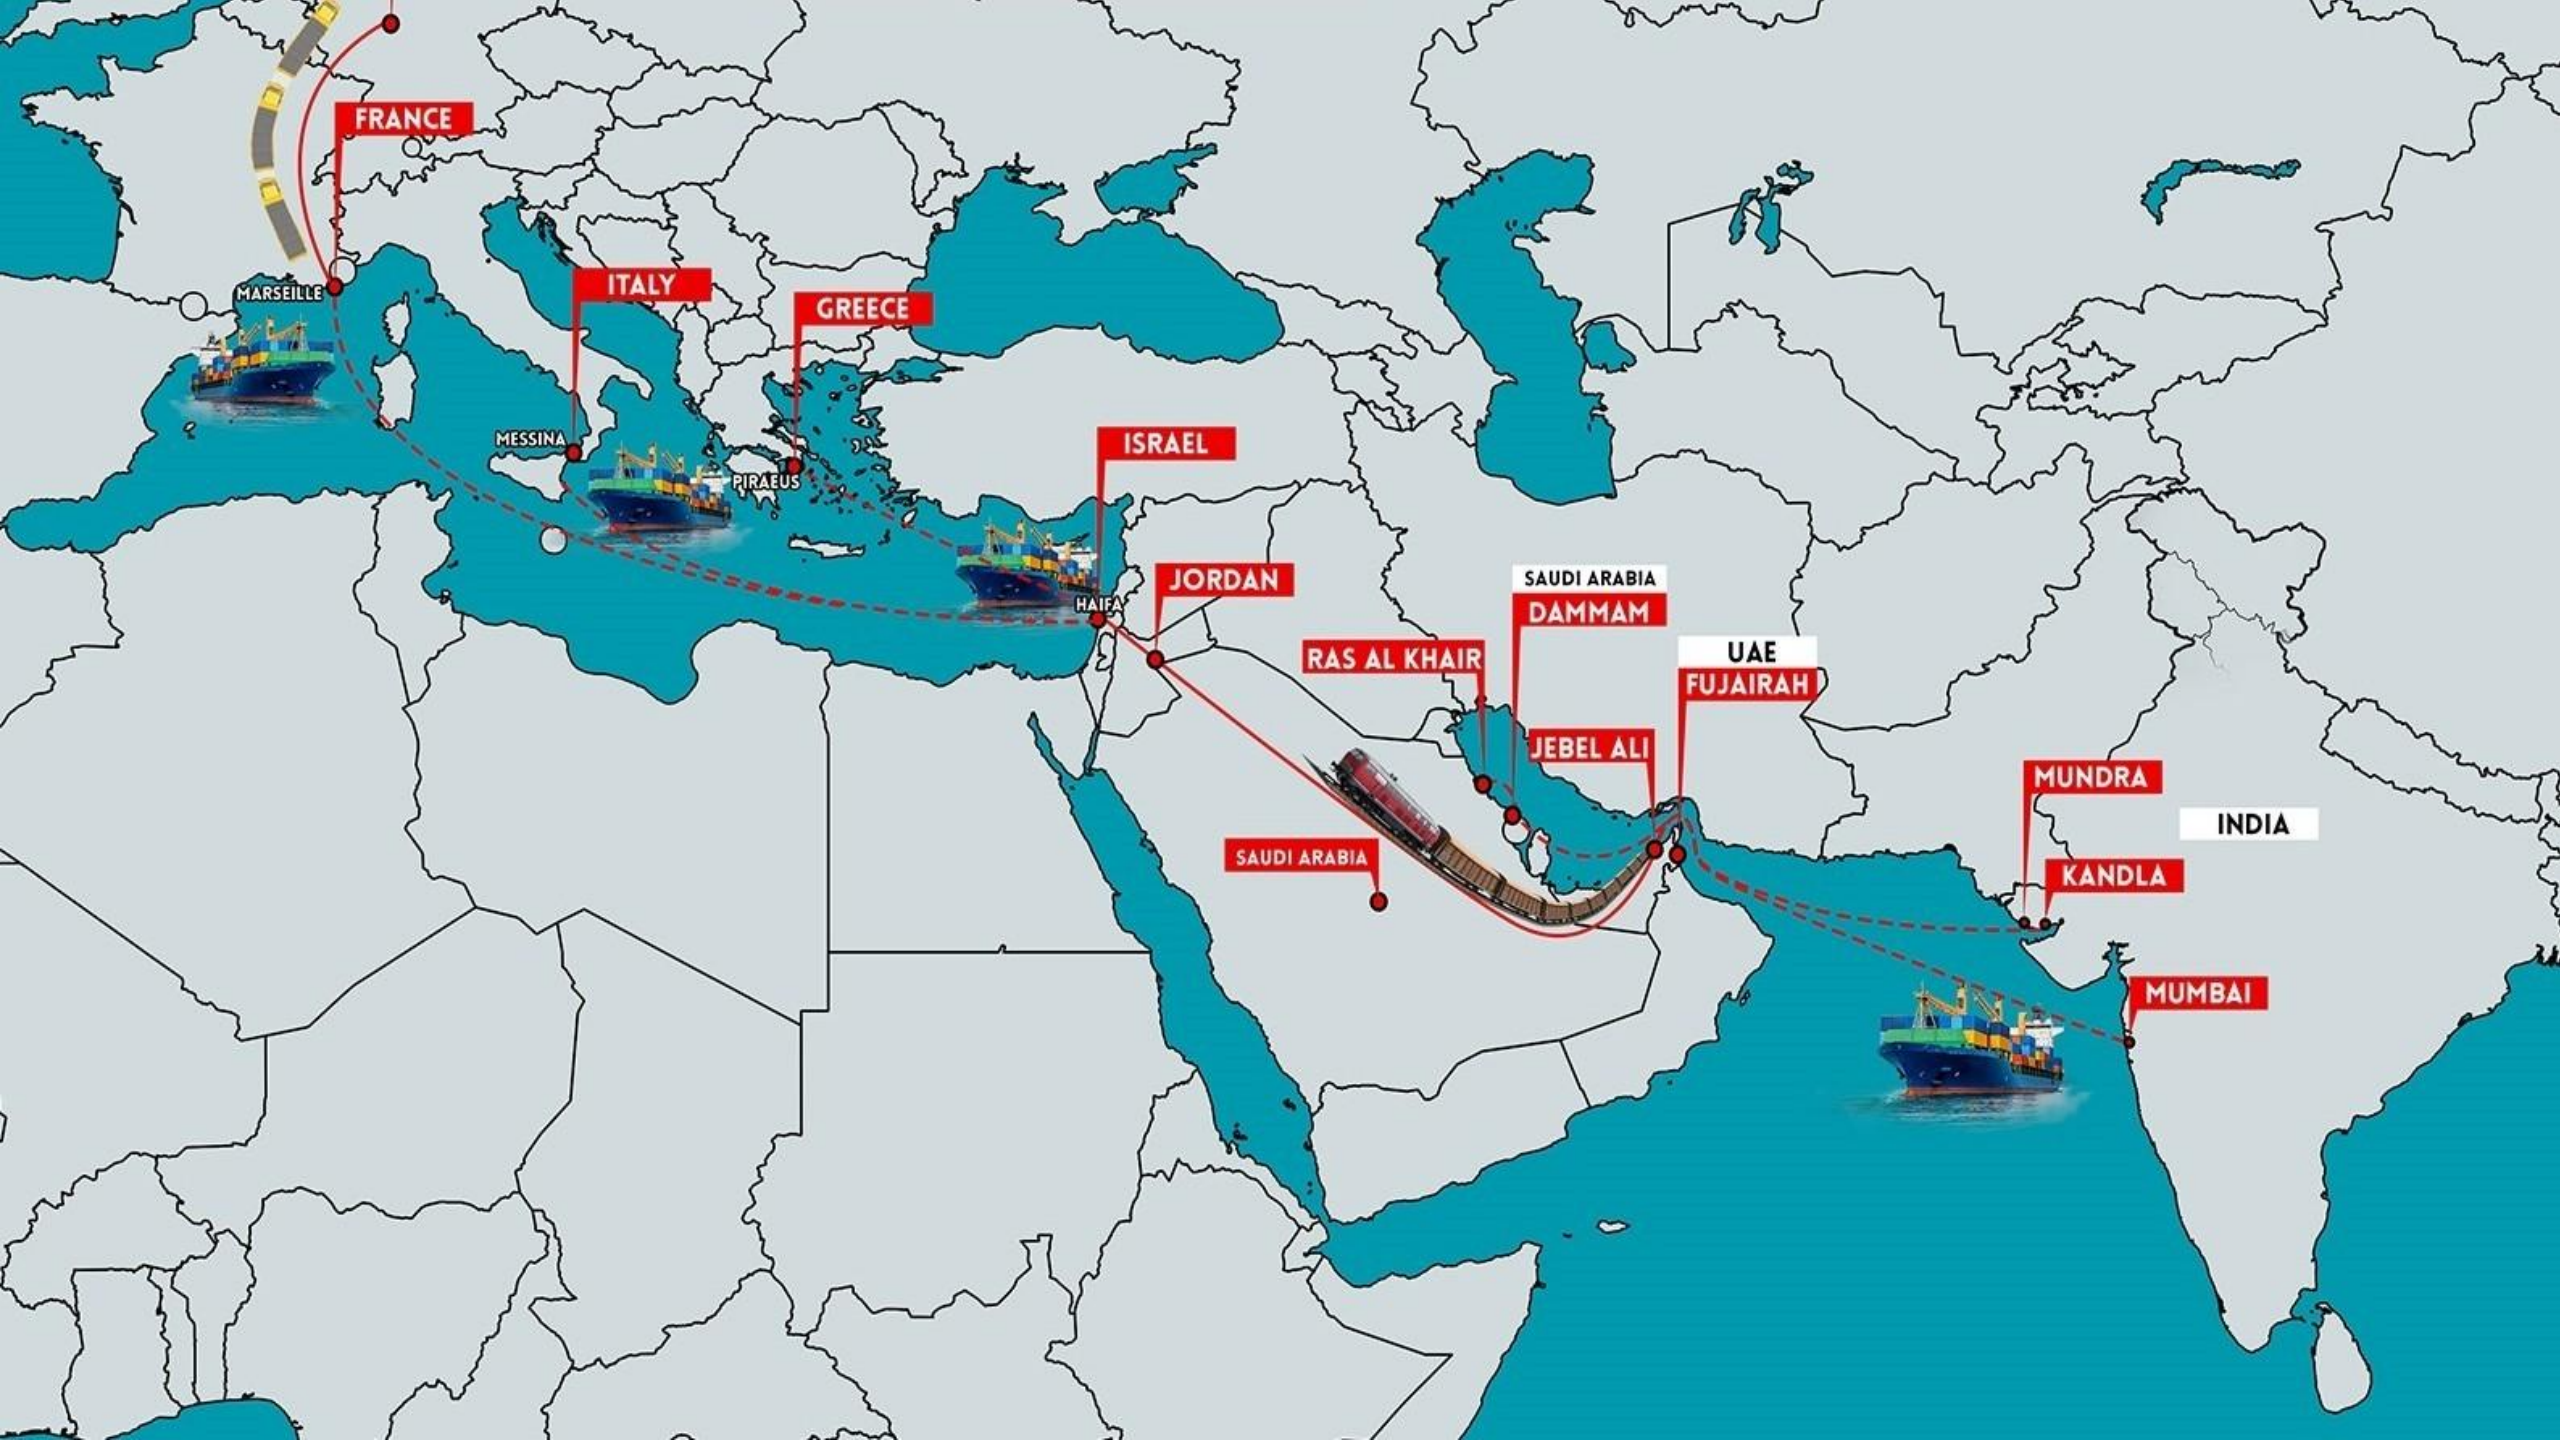 FRANCE
MARSEILLE
ITALY
GREECE
MESSINA
PIRAEUS
ISRAEL
HAIFA
JORDAN
SAUDI ARABIA
DAMMAM
RAS AL KHAIR
UAE
FUJAIRAH
JEBEL ALI
SAUDI ARABIA
MUNDRA
INDIA
KANDLA
MUMBAI